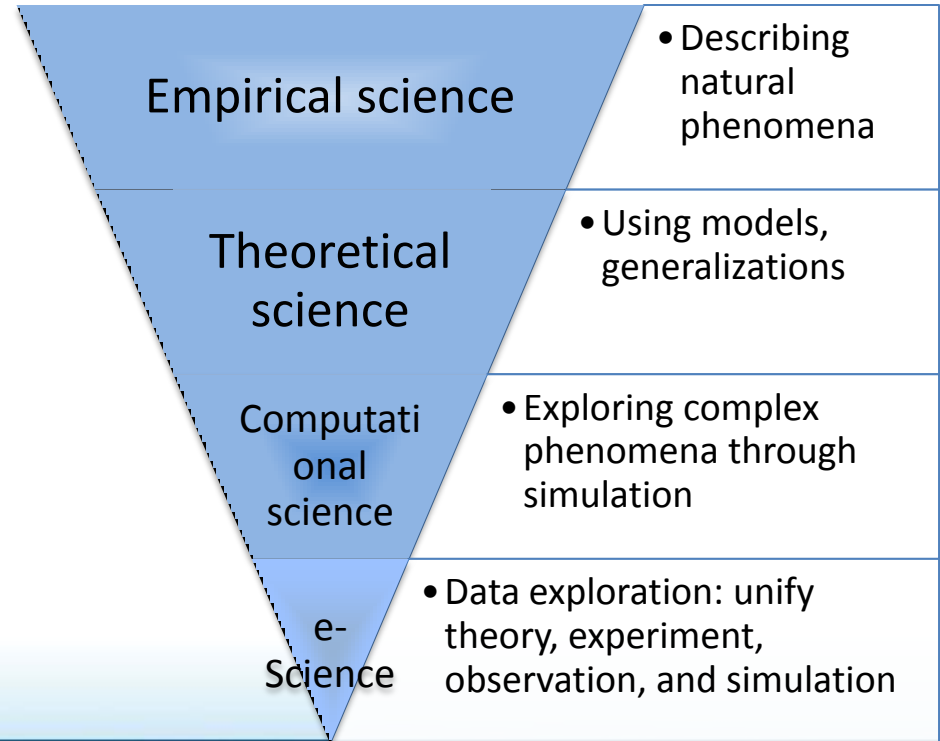 Empirical science
• Describing
natural
phenomena
Theoretical
science
• Using models,
generalizations
Computati
onal
science
• Exploring complex
phenomena through
simulation
e-
Science
• Data exploration: unify
theory, experiment,
observation, and simulation